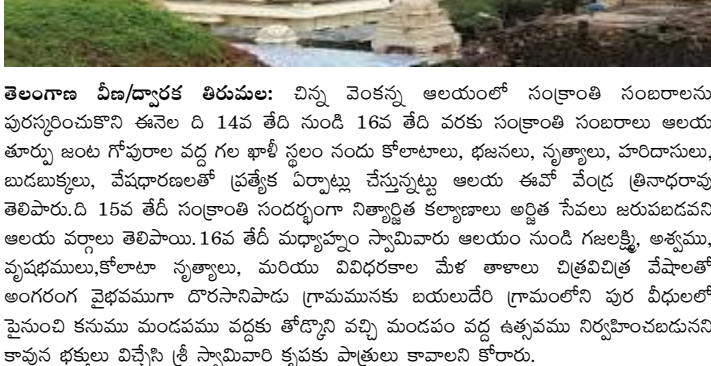 తెలంగాణ వీణ/ద్వారక తిరుమల: చిన్న వెంకన్న ఆలయంలో సంక్రాంతి సంబరాలను
పురస్కరించుకొని ఈనెల ది 14వ తేది నుండి 16వ తేది వరకు సంక్రాంతి సంబరాలు ఆలయ
తూర్పు జంట గోపురాల వద్ద గల ఖాళీ స్థలం నందు కోలాటాలు, భజనలు, నృత్యాలు, హరిదాసులు,
బుడబుక్కలు, వేషధారణలతో ప్రత్యేక ఏర్పాట్లు చేస్తున్నట్టు ఆలయ ఈవో వేండ్ర త్రినాధరావు
తెలిపారు.ది 15వ తేదీ సంక్రాంతి సందర్భంగా నిత్యార్జిత కల్యాణాలు అర్జిత సేవలు జరుపబడవని
ఆలయ వర్గాలు తెలిపాయి.16వ తేదీ మధ్యాహ్నం స్వామివారు ఆలయం నుండి గజలక్ష్మి, అశ్వము,
వృషభములు,కోలాటా నృత్యాలు, మరియు వివిధరకాల మేళ తాళాలు చిత్రవిచిత్ర వేషాలతో
అంగరంగ వైభవముగా దొరసానిపాడు గ్రామమునకు బయలుదేరి గ్రామంలోని పుర వీధులలో
పైనుంచి కనుము మండపము వద్దకు తోడ్కొని వచ్చి మండపం వద్ద ఉత్సవము నిర్వహించబడునని
కావున భక్తులు విచ్చేసి శ్రీ స్వామివారి కృపకు పాత్రులు కావాలని కోరారు.